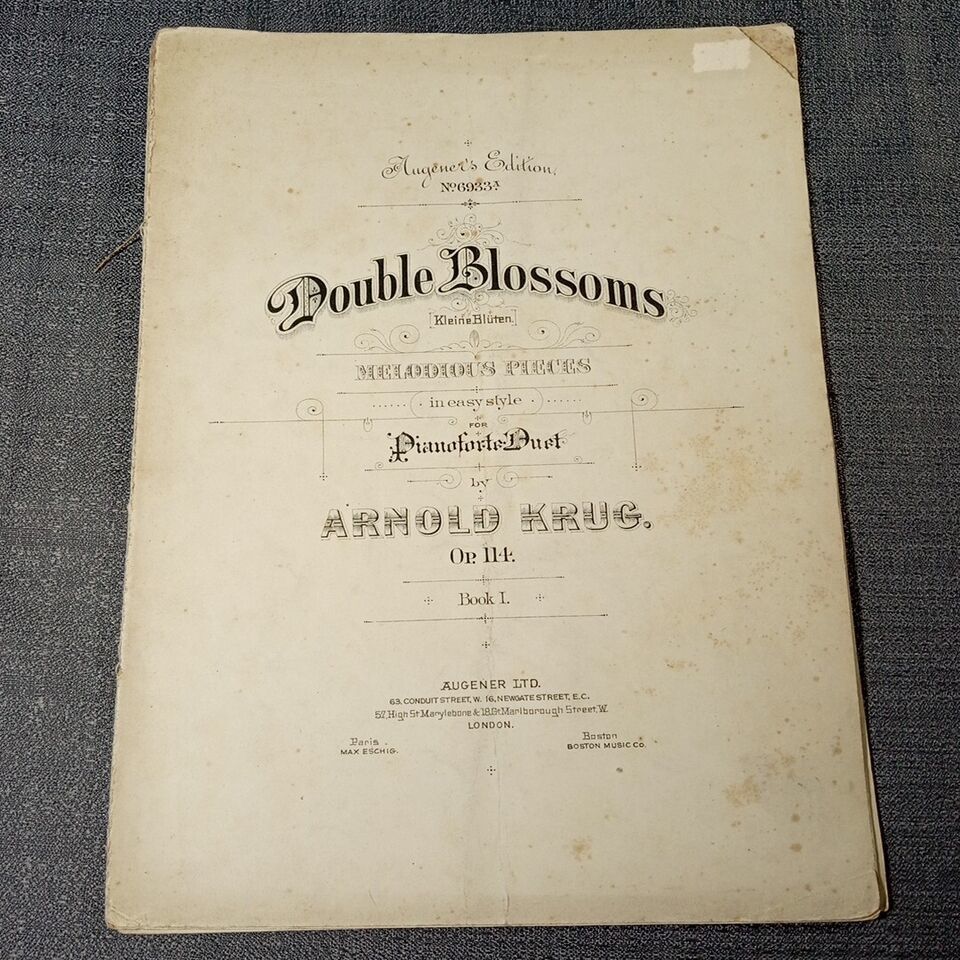 Augener's Edition,
No 6933A
Double Blossoms
[Kleine Blüten.]
MELODIOUS PIECES
in easy style
FOR
Pianoforte Duet
by
ARNOLD KRUG.
Op. 114.
Book I.
AUGENER LTD.
63, CONDUIT STREET, W. 16, NEWGATE STREET, E.C.
57, High St Marylebone & 18, Gt Marlborough Street, W.
LONDON.
Paris.
MAX ESCHIG.
Boston
BOSTON MUSIC CO.